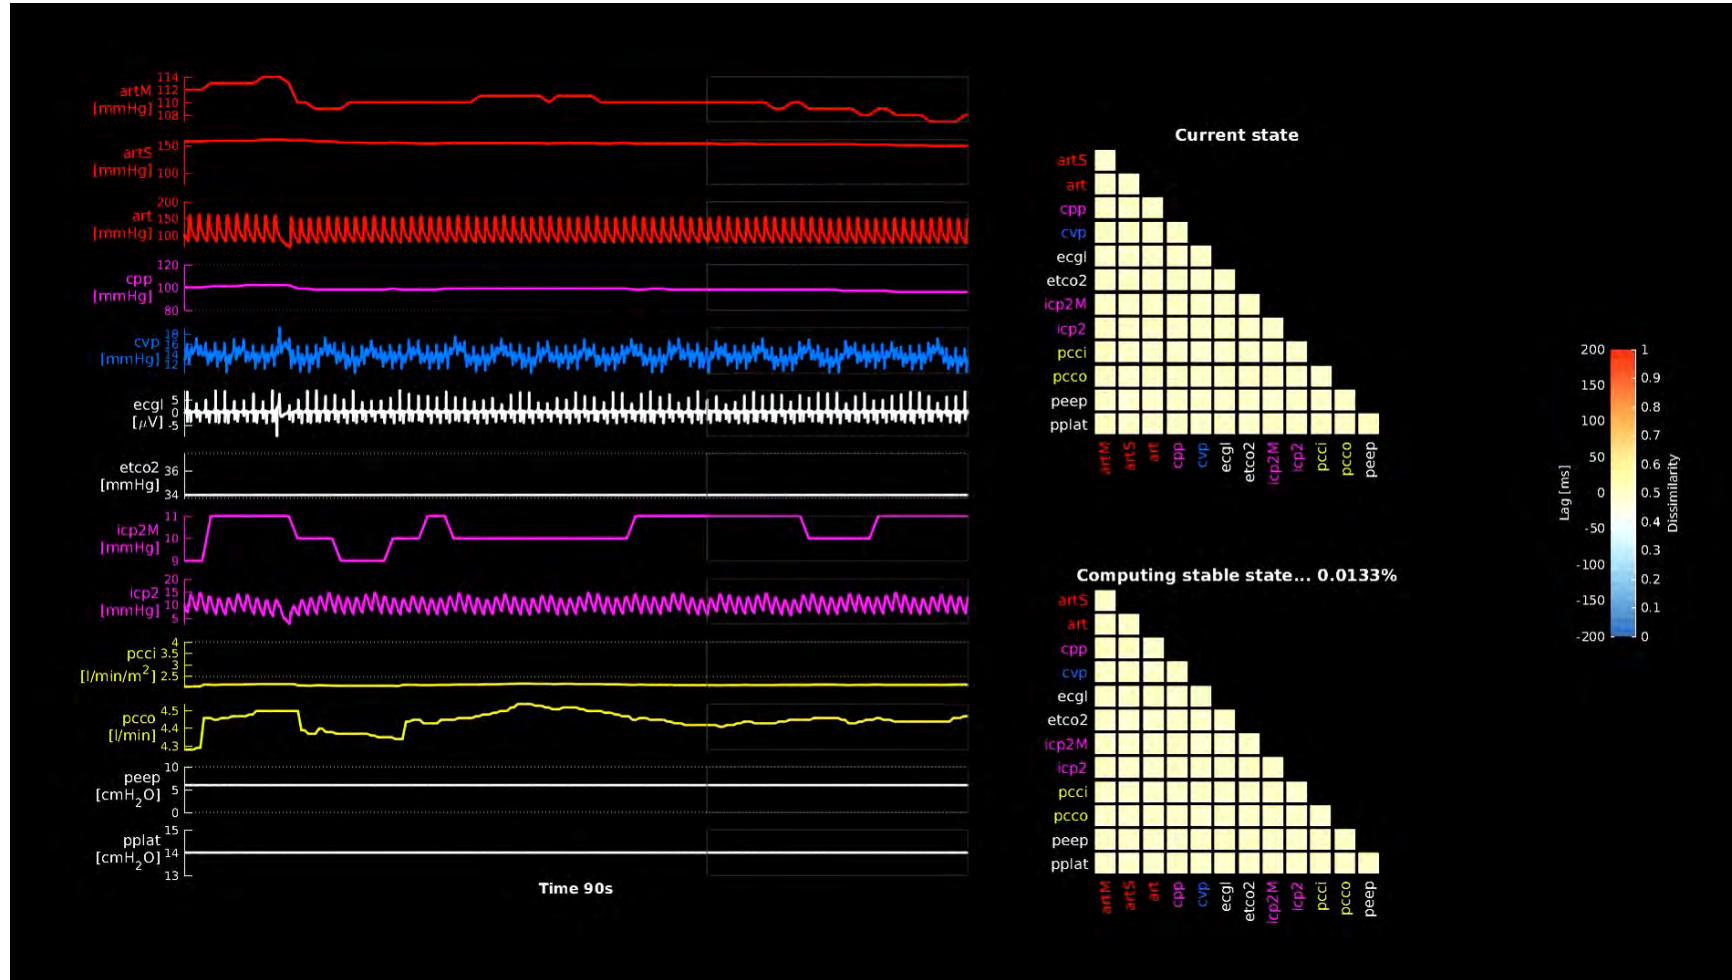 114
artM 112
110
[mmHg] 108
artS 150
[mmHg] 100
200
art 150
[mmHg] 100
120
cpp 100
[mmHg]
80
18
cvp 16
14
[mmHg] 12
ecgI 5
0
[μV] -5
etco2 36
[mmHg] 34
11
icp2M
[mmHg] 10
9
20
icp2 15
[mmHg] 10
5
4
pcci 3.5
3
[l/min/m2] 2.5
4.5
pcco 4.4
[l/min] 4.3
10
peep
[cmH2O] 5
0
15
pplat 14
[cmH2O]
13
Time 90s
Current state
artS
art
cpp
cvp
ecgI
etco2
icp2M
icp2
pcci
pcco
peep
pplat
artM artS art cpp cvp ecgI etco2 icp2M icp2 pcci pcco peep
Computing stable state... 0.0133%
artS
art
cpp
cvp
ecgI
etco2
icp2M
icp2
pcci
pcco
peep
pplat
artM artS art cpp cvp ecgI etco2 icp2M icp2 pcci pcco peep
200 1
0.9
150
0.8
100
0.7
50 0.6
0 0.5
-50 0.4
0.3
-100
0.2
-150 0.1
-200 0
Lag [ms]
Dissimilarity